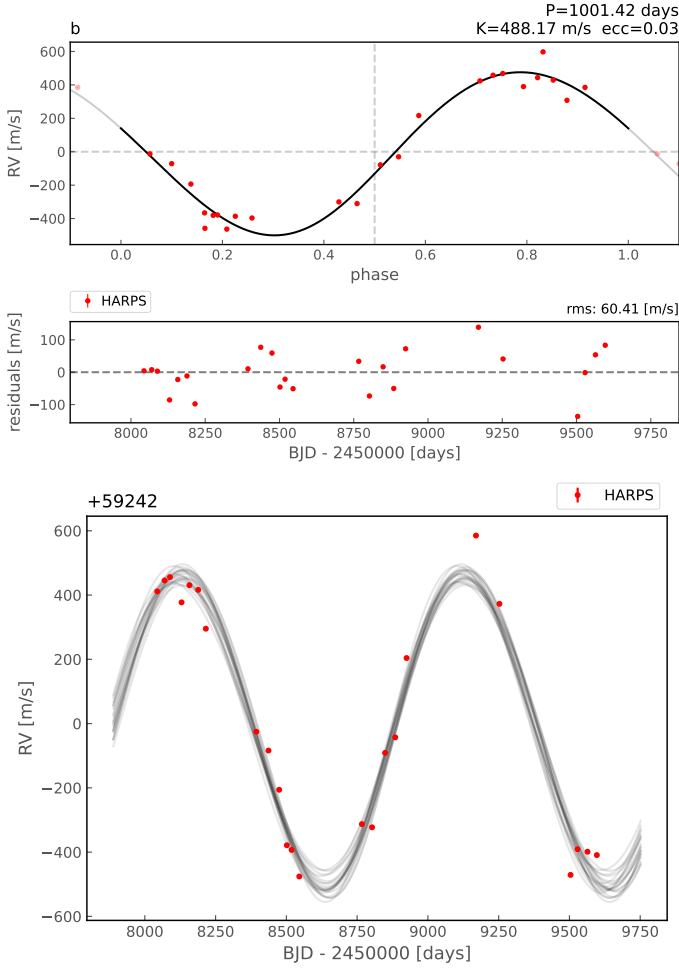 P=1001.42 days
b
K=488.17 m/s ecc=0.03
600
400
200
0
−200
−400
RV [m/s]
0.0 0.2 0.4 0.6 0.8 1.0
phase
HARPS
rms: 60.41 [m/s]
100
0
−100
residuals [m/s]
8000 8250 8500 8750 9000 9250 9500 9750
BJD - 2450000 [days]
+59242
HARPS
600
400
200
0
−200
−400
−600
RV [m/s]
8000 8250 8500 8750 9000 9250 9500 9750
BJD - 2450000 [days]